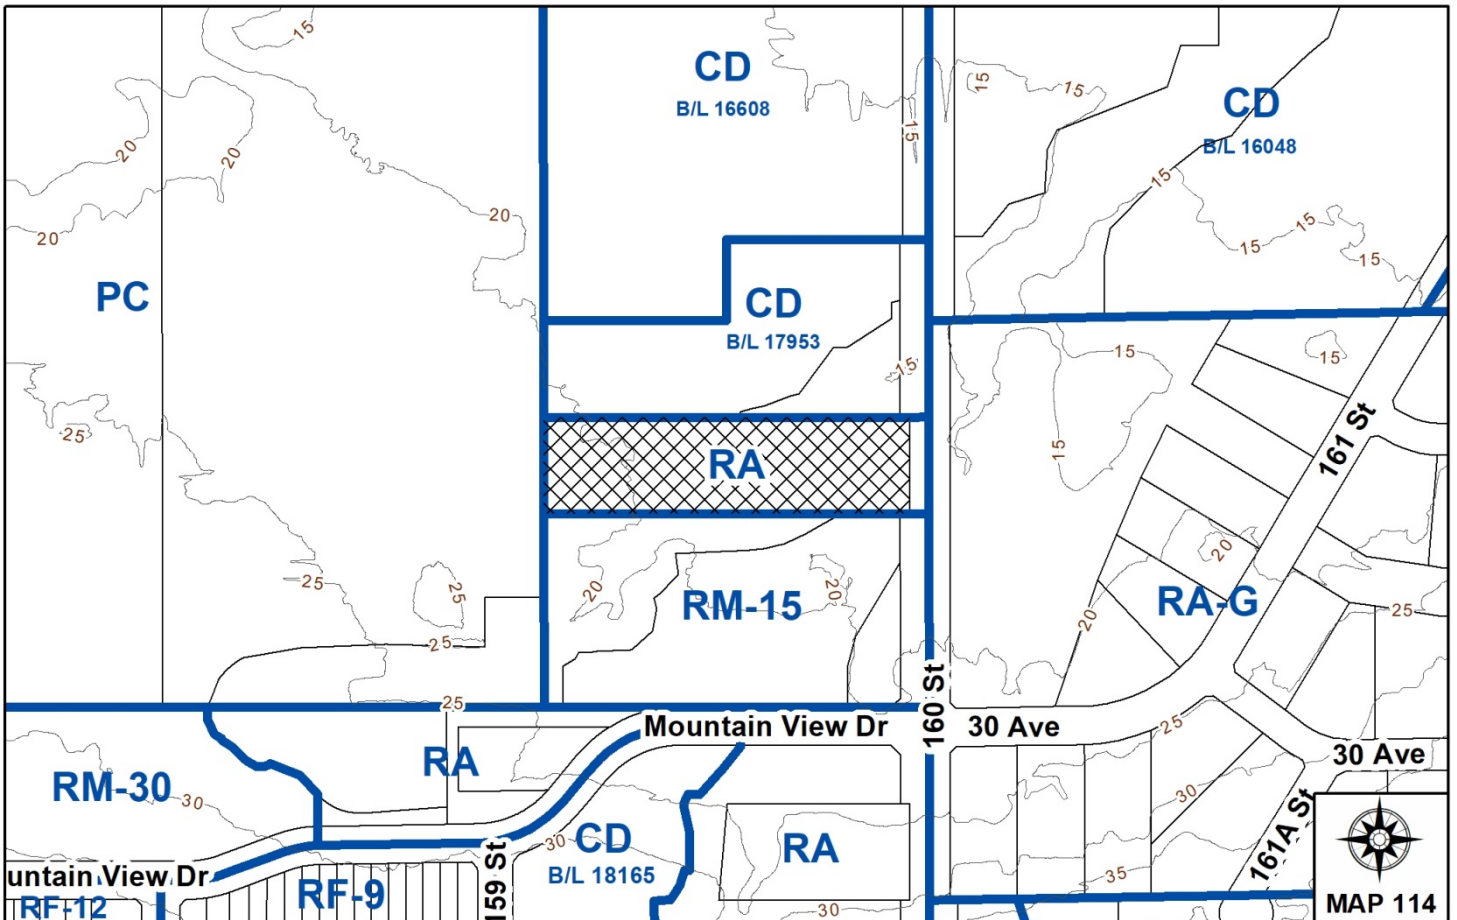 15
CD
B/L 16608
15
15
CD
B/L 16048
15
20
20
15
20
20
15
15
15
PC
CD
B/L 17953
15
15
15
161 St
25
15
RA
20
25
25
20
RM-15
20
RA-G
20
25
25
25
160 St
Mountain View Dr
30 Ave
25
30 Ave
RA
RM-30
30
30
CD
B/L 18165
RA
30
161A St
35
untain View Dr
159 St
RF-9
RF-12
30
MAP 114